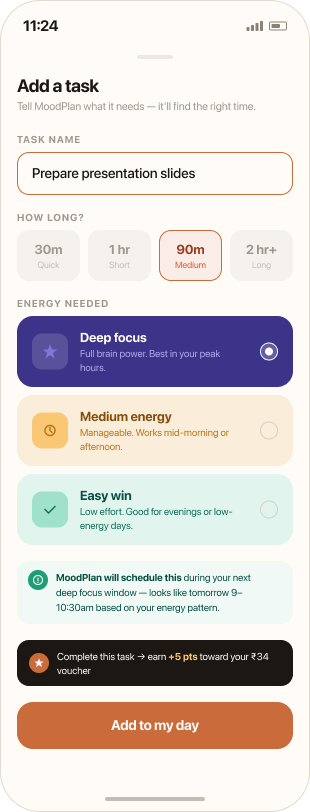 11:24
Add a task
Tell MoodPlan what it needs — it'll find the right time.
TASK NAME
Prepare presentation slides
HOW LONG?
30m
Quick
1 hr
Short
90m
Medium
2 hr+
Long
ENERGY NEEDED
Deep focus
Full brain power. Best in your peak
hours.
Medium energy
Manageable. Works mid-morning or
afternoon.
Easy win
Low effort. Good for evenings or low-
energy days.
MoodPlan will schedule this during your next
deep focus window — looks like tomorrow 9–
10:30am based on your energy pattern.
Complete this task → earn +5 pts toward your ₹34
voucher
Add to my day